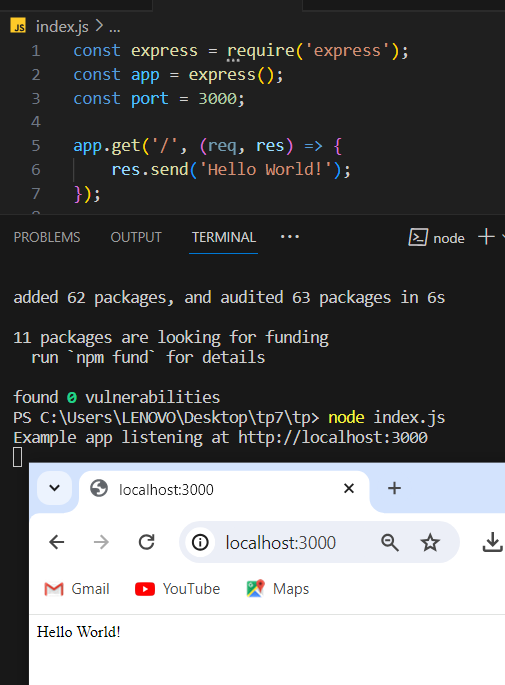 JS index.js > ...
1 const express = require('express');
2 const app = express();
3 const port = 3000;
4
5 app.get('/', (req, res) => {
6     res.send('Hello World!');
7 });
PROBLEMS OUTPUT TERMINAL ··· node
added 62 packages, and audited 63 packages in 6s
11 packages are looking for funding
  run `npm fund` for details
found 0 vulnerabilities
PS C:\Users\LENOVO\Desktop\tp7\tp> node index.js
Example app listening at http://localhost:3000
localhost:3000
localhost:3000
Gmail YouTube Maps
Hello World!